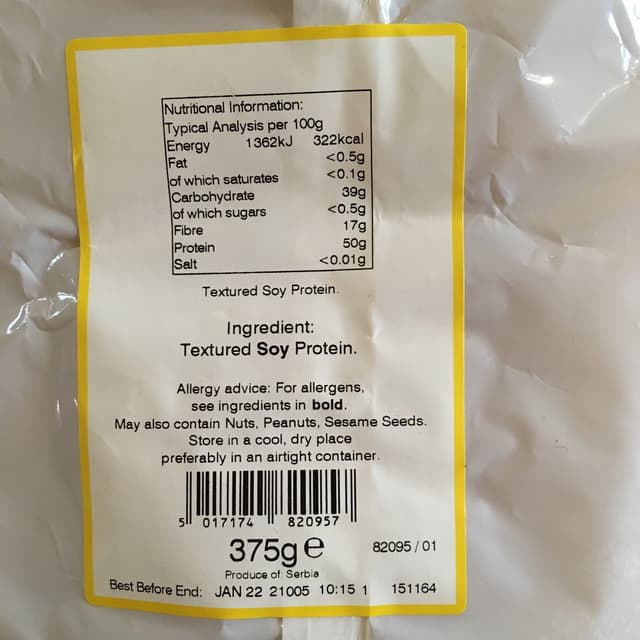 Nutritional Information:
Typical Analysis per 100g
Energy 1362kJ 322kcal
Fat <0.5g
of which saturates <0.1g
Carbohydrate 39g
of which sugars <0.5g
Fibre 17g
Protein 50g
Salt <0.01g
Textured Soy Protein.
Ingredient:
Textured Soy Protein.
Allergy advice: For allergens,
see ingredients in bold.
May also contain Nuts, Peanuts, Sesame Seeds.
Store in a cool, dry place
preferably in an airtight container.
5 017174 820957
375g e 82095 / 01
Produce of: Serbia
Best Before End: JAN 22 21005 10:15 1 151164